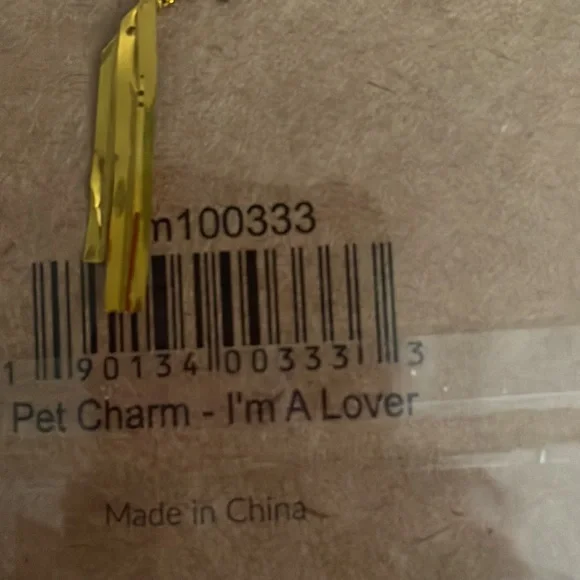 m100333
1 90134 00333 3
Pet Charm - I'm A Lover
Made in China